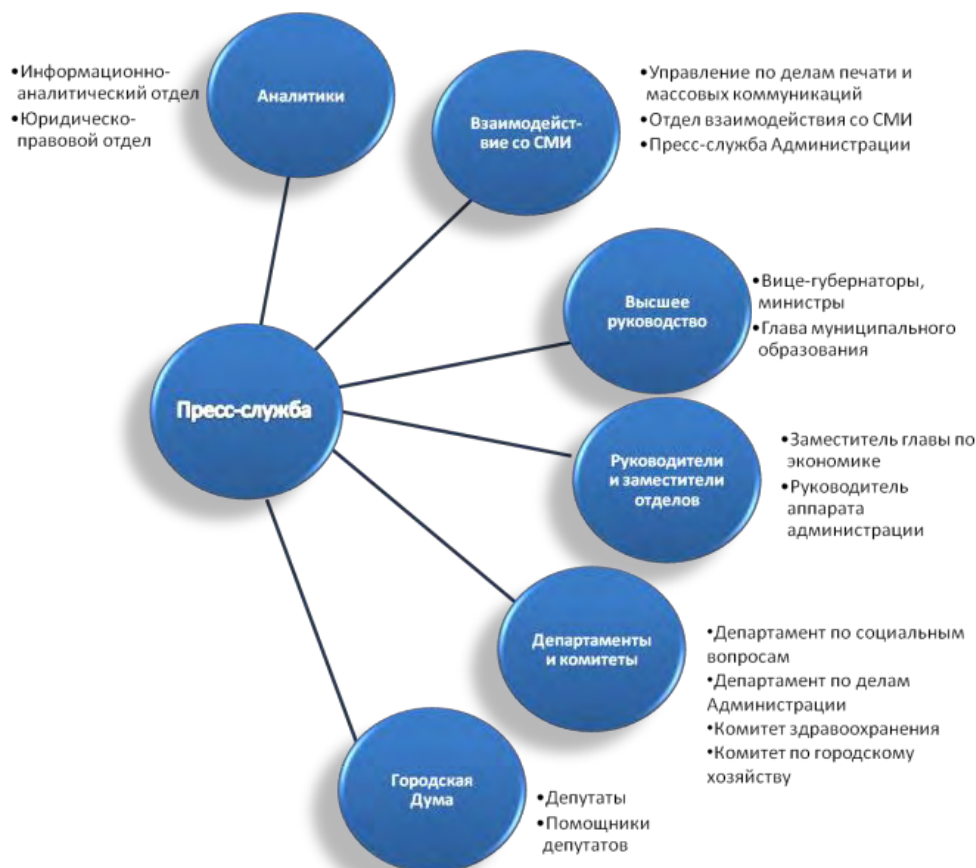 •Информационно-
аналитический отдел
•Юридическо-
правовой отдел
Аналитики
Взаимодейст-
вие со СМИ
•Управление по делам печати и
массовых коммуникаций
•Отдел взаимодействия со СМИ
•Пресс-служба Администрации
Высшее
руководство
•Вице-губернаторы,
министры
•Глава муниципального
образования
Пресс-служба
Руководители
и заместители
отделов
•Заместитель главы по
экономике
•Руководитель
аппарата
администрации
Департаменты
и комитеты
•Департамент по социальным
вопросам
•Департамент по делам
Администрации
•Комитет здравоохранения
•Комитет по городскому
хозяйству
Городская
Дума
•Депутаты
•Помощники
депутатов